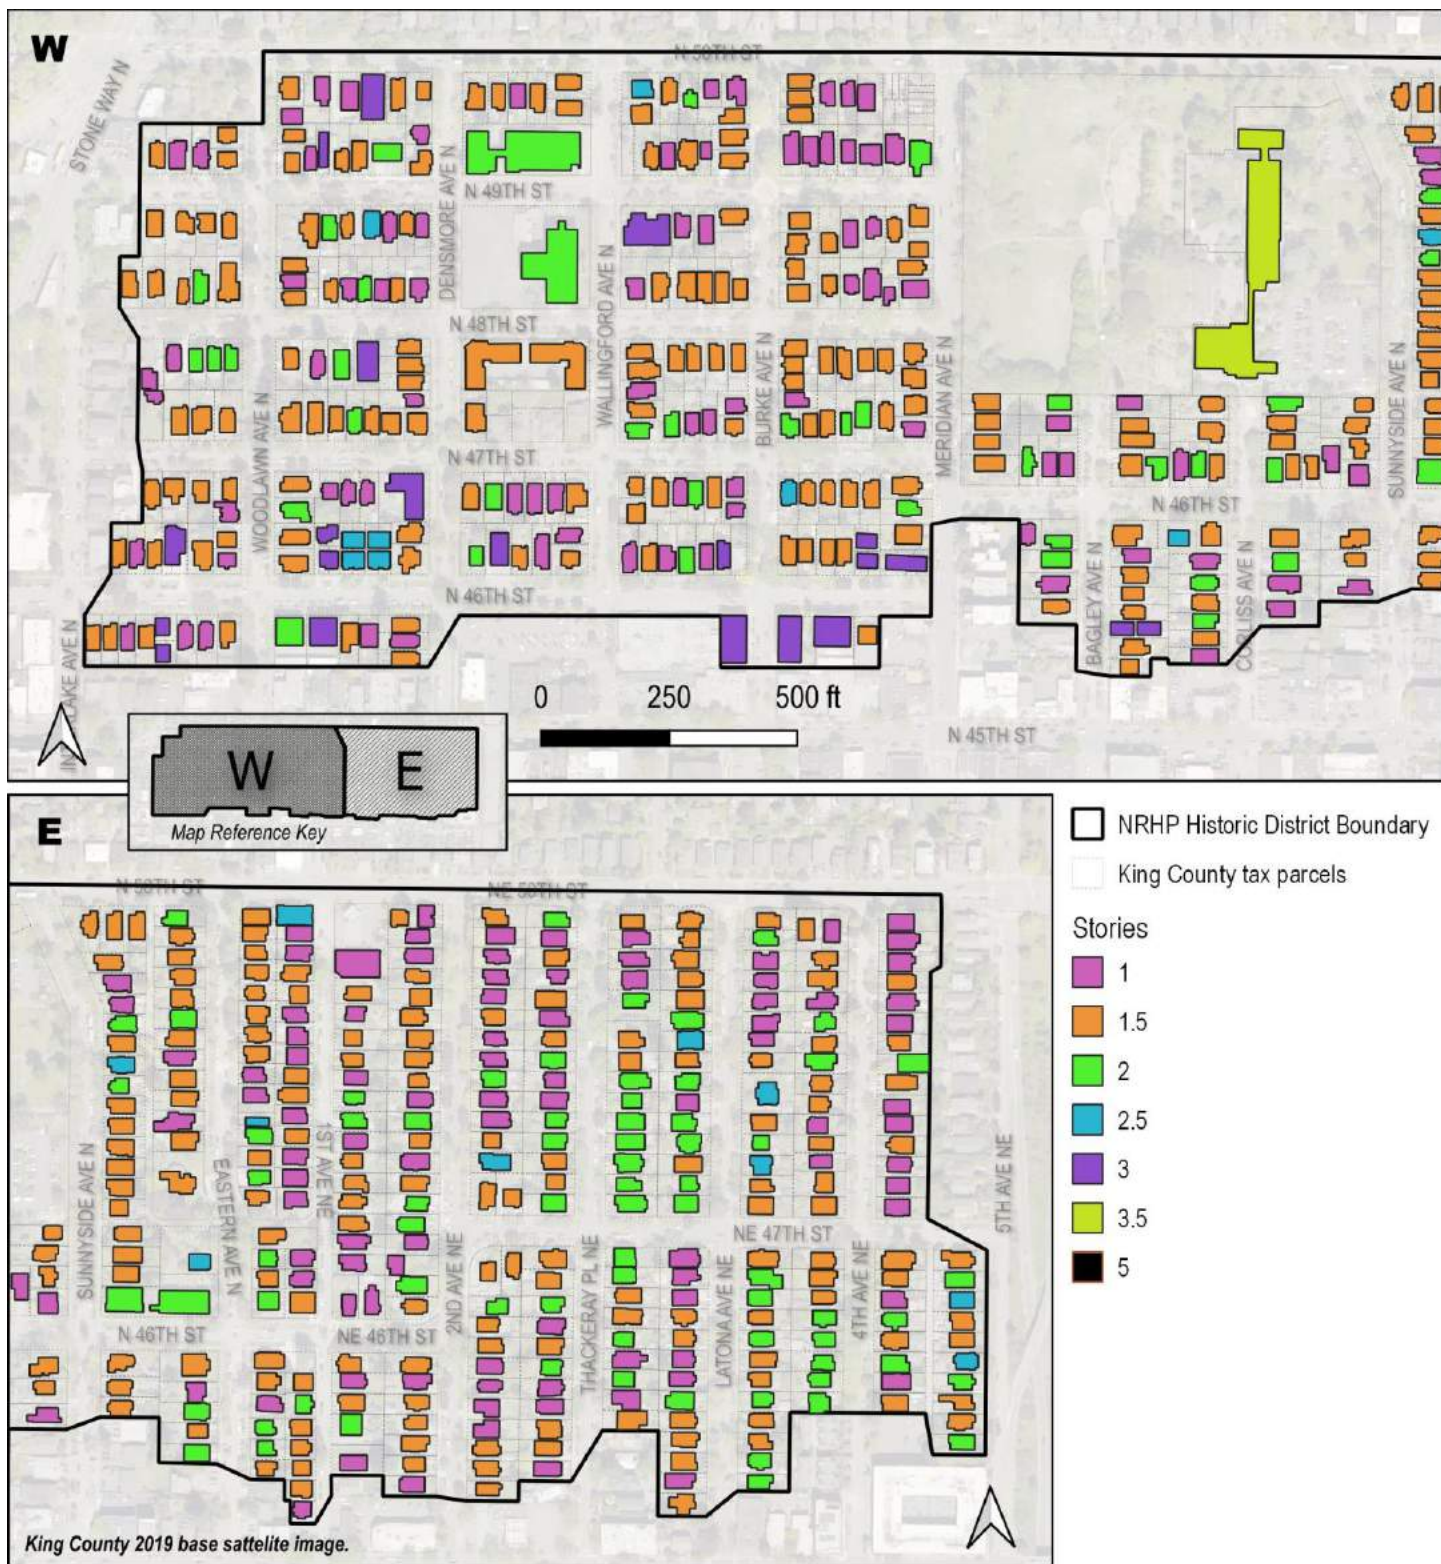 W
N 50TH ST
STONE WAY N
DENSMORE AVE N
N 49TH ST
WALLINGFORD AVE N
N 48TH ST
BURKE AVE N
MERIDIAN AVE N
SUNNYSIDE AVE N
WOODLAWN AVE N
N 47TH ST
N 46TH ST
N 46TH ST
BAGLEY AVE N
CORLISS AVE N
0 250 500 ft
N 45TH ST
W E
Map Reference Key
E
N 50TH ST
NE 50TH ST
NRHP Historic District Boundary
King County tax parcels
Stories
1
1.5
2
2.5
3
3.5
5
SUNNYSIDE AVE N
EASTERN AVE N
1ST AVE NE
2ND AVE NE
THACKERAY PL NE
LATONA AVE NE
NE 47TH ST
4TH AVE NE
5TH AVE NE
N 46TH ST
NE 46TH ST
King County 2019 base sattelite image.